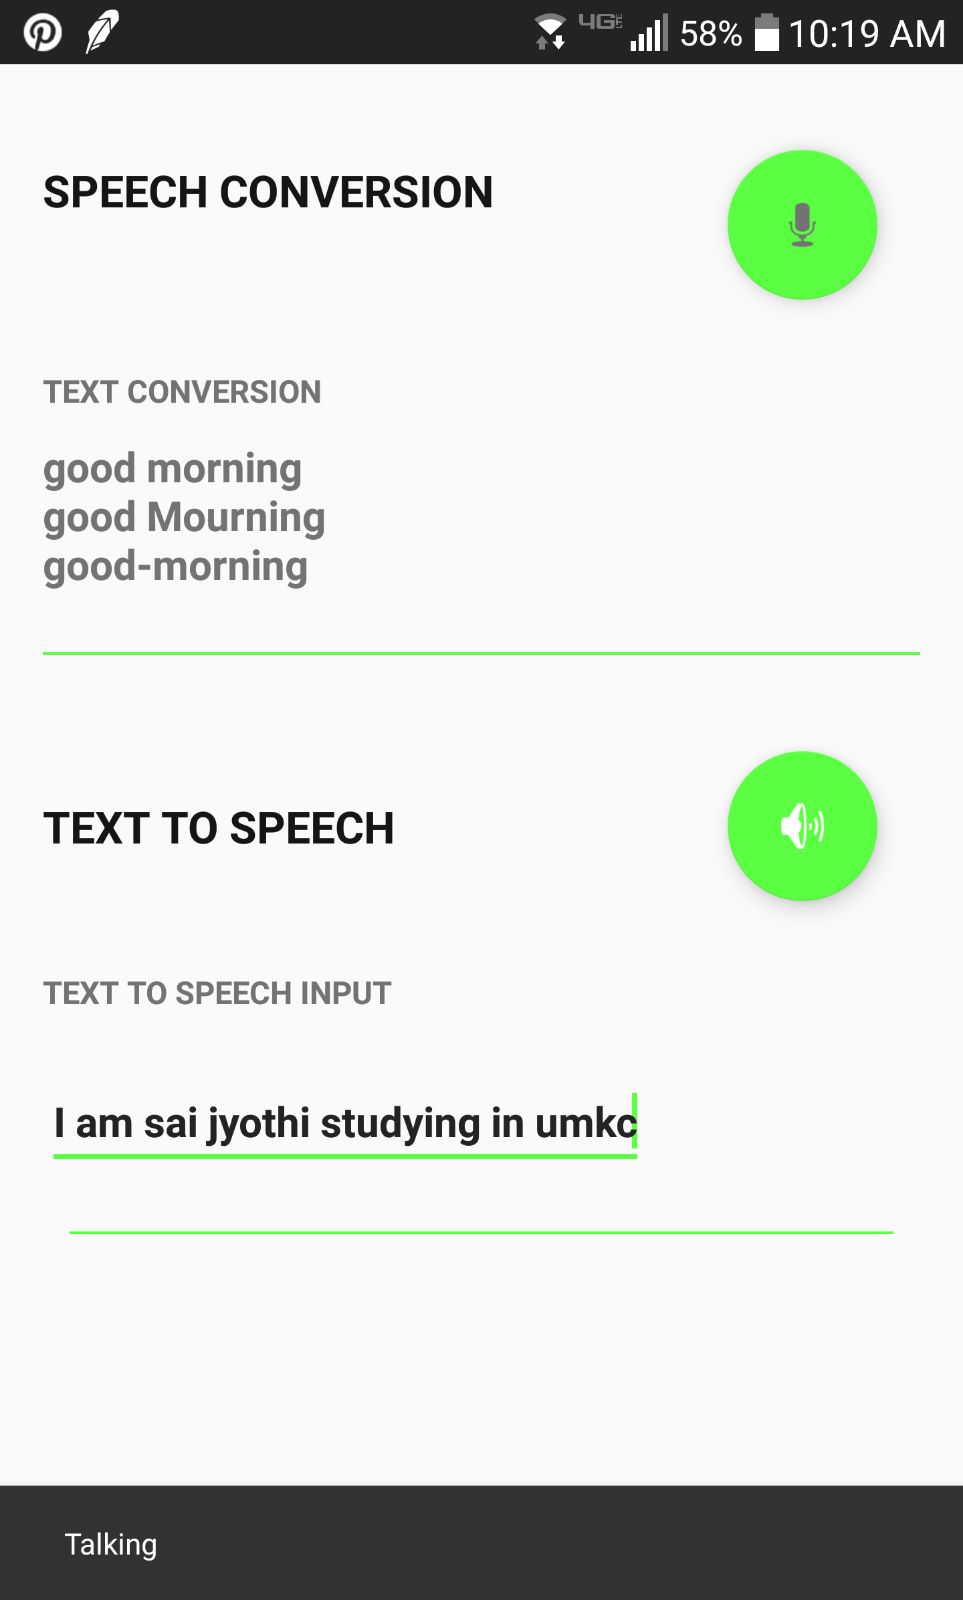 4G LTE 58% 10:19 AM
SPEECH CONVERSION
TEXT CONVERSION
good morning
good Mourning
good-morning
TEXT TO SPEECH
TEXT TO SPEECH INPUT
I am sai jyothi studying in umkc
Talking